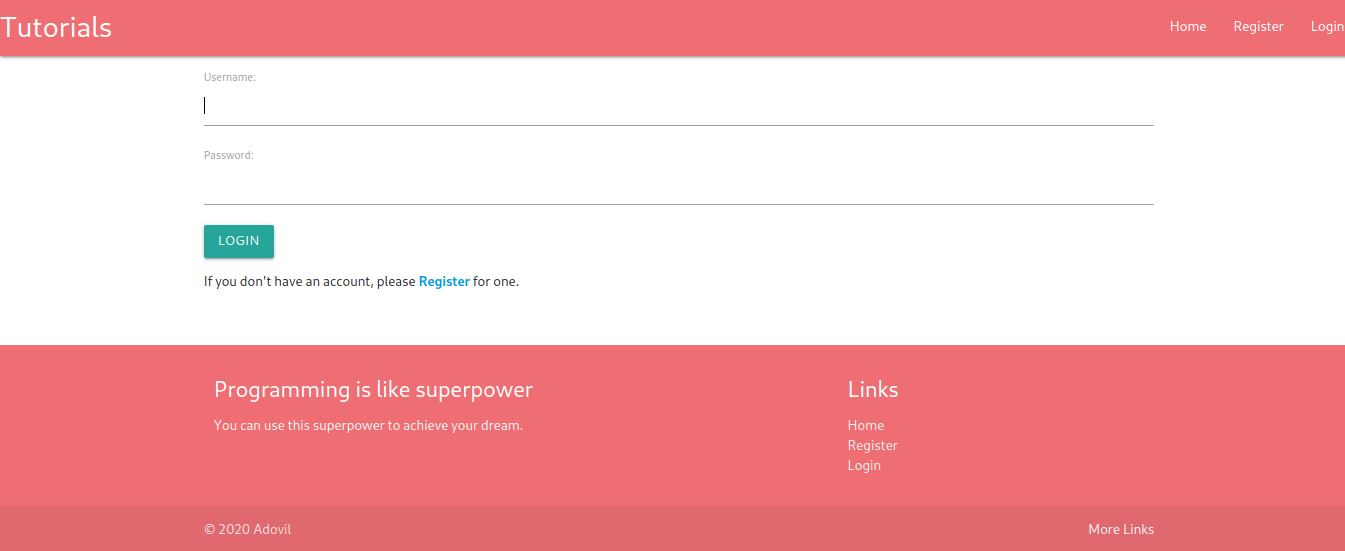 Tutorials
Home Register Login
Username:
Password:
LOGIN
If you don't have an account, please Register for one.
Programming is like superpower
You can use this superpower to achieve your dream.
Links
Home
Register
Login
© 2020 Adovil
More Links